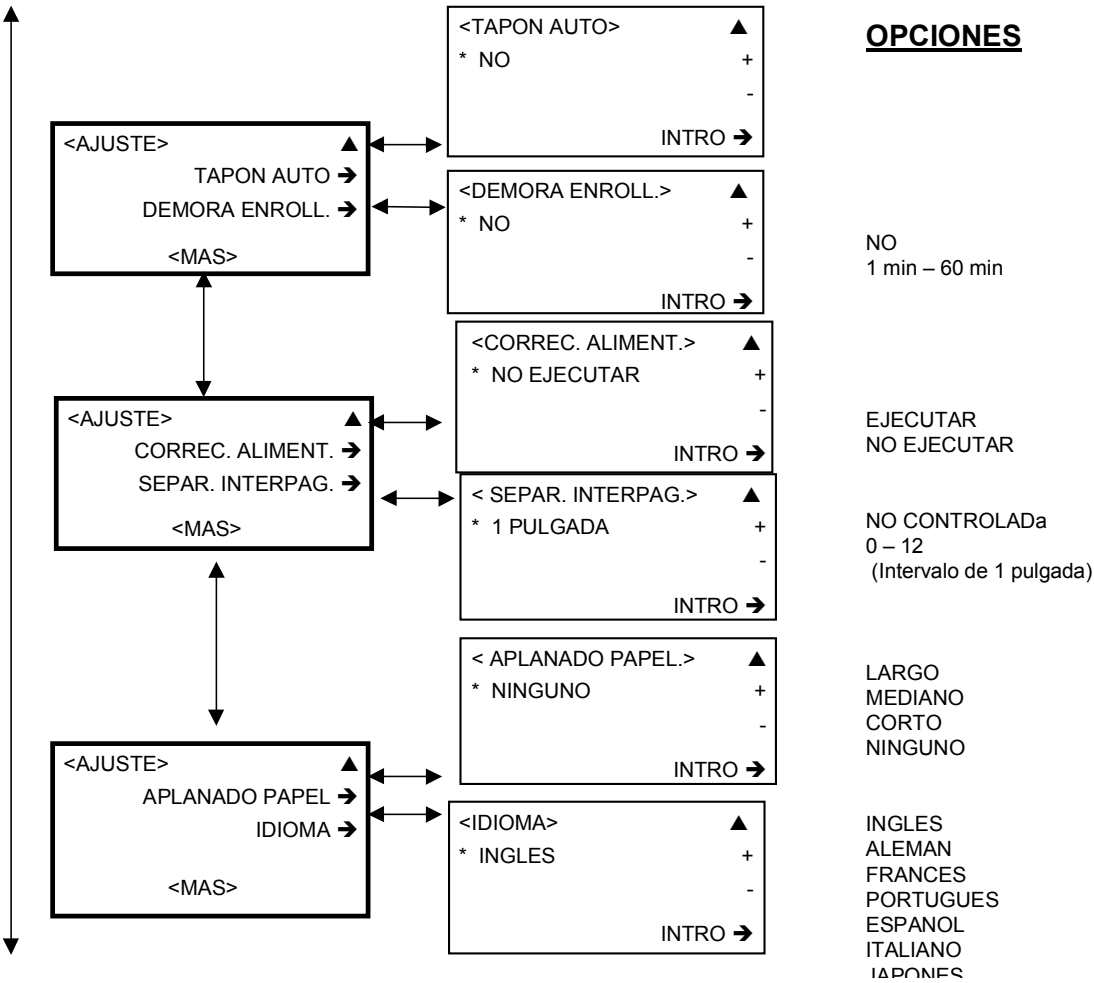 <TAPON AUTO> ▲
* NO +
-
INTRO ➔
OPCIONES
<AJUSTE> ▲
TAPON AUTO ➔
DEMORA ENROLL. ➔
<MAS>
<DEMORA ENROLL.> ▲
* NO +
-
INTRO ➔
NO
1 min – 60 min
<CORREC. ALIMENT.> ▲
* NO EJECUTAR +
-
INTRO ➔
<AJUSTE> ▲
CORREC. ALIMENT. ➔
SEPAR. INTERPAG. ➔
<MAS>
EJECUTAR
NO EJECUTAR
< SEPAR. INTERPAG.> ▲
* 1 PULGADA +
-
INTRO ➔
NO CONTROLADa
0 – 12
(Intervalo de 1 pulgada)
< APLANADO PAPEL.> ▲
* NINGUNO +
-
INTRO ➔
LARGO
MEDIANO
CORTO
NINGUNO
<AJUSTE> ▲
APLANADO PAPEL ➔
IDIOMA ➔
<MAS>
<IDIOMA> ▲
* INGLES +
-
INTRO ➔
INGLES
ALEMAN
FRANCES
PORTUGUES
ESPANOL
ITALIANO
JAPONES